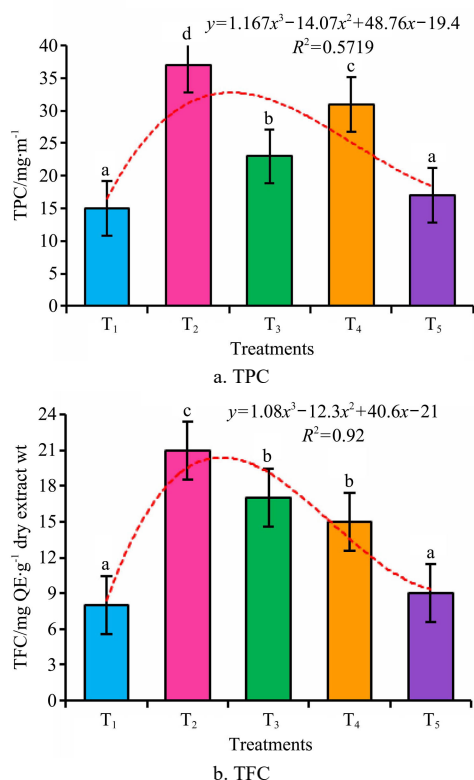 y=1.167x³−14.07x²+48.76x−19.4
R²=0.5719
TPC/mg·m⁻¹
40
35
30
25
20
15
10
5
0
a
d
b
c
a
T₁ T₂ T₃ T₄ T₅
Treatments
a. TPC
y=1.08x³−12.3x²+40.6x−21
R²=0.92
TFC/mg QE·g⁻¹ dry extract wt
24
21
18
15
12
9
6
3
0
a
c
b
b
a
T₁ T₂ T₃ T₄ T₅
Treatments
b. TFC